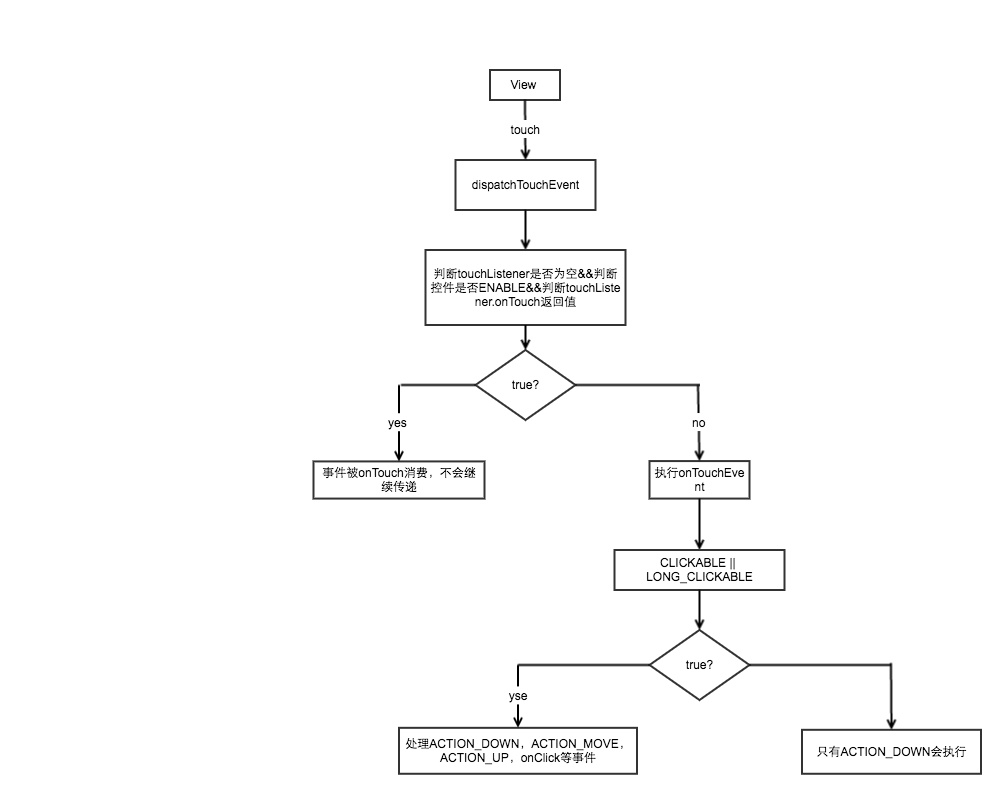 View
touch
dispatchTouchEvent
判断touchListener是否为空&&判断
控件是否ENABLE&&判断touchListe
ner.onTouch返回值
true?
yes
no
事件被onTouch消费，不会继
续传递
执行onTouchEve
nt
CLICKABLE ||
LONG_CLICKABLE
true?
yse
处理ACTION_DOWN，ACTION_MOVE，
ACTION_UP，onClick等事件
只有ACTION_DOWN会执行